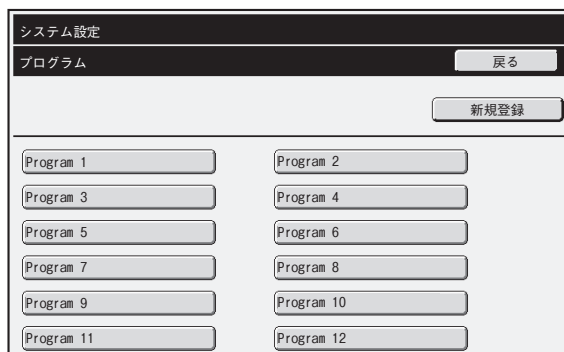 システム設定
プログラム 戻る
新規登録
Program 1 Program 2
Program 3 Program 4
Program 5 Program 6
Program 7 Program 8
Program 9 Program 10
Program 11 Program 12